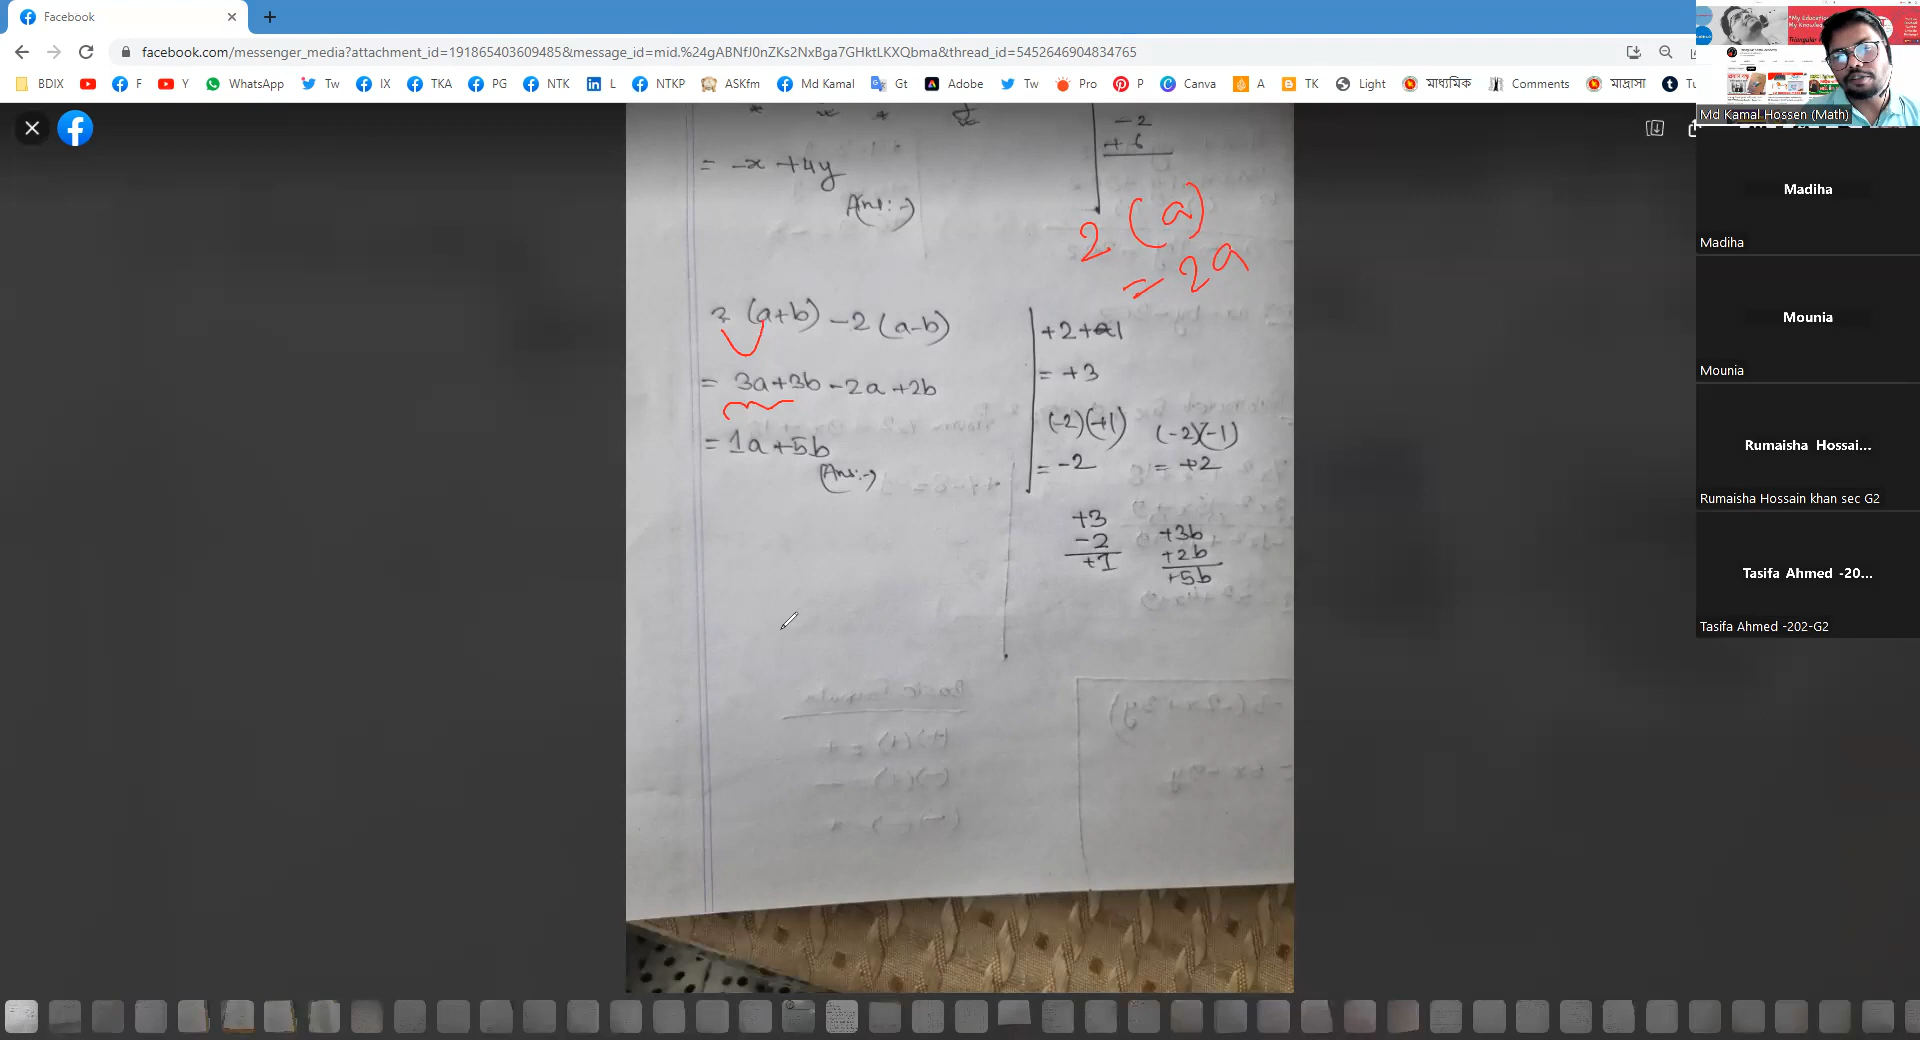 Facebook
facebook.com/messenger_media?attachment_id=191865403609485&message_id=mid.%24gABNfJ0nZKs2NxBga7GHktLKXQbma&thread_id=5452646904834765
BDIX F Y WhatsApp Tw IX TKA PG NTK L NTKP ASKfm Md Kamal Gt Adobe Tw Pro P Canva A TK Light মাধ্যমিক Comments মাদ্রাসা Tu
Md Kamal Hossen (Math)
Madiha
Madiha
Mounia
Mounia
Rumaisha Hossai...
Rumaisha Hossain khan sec G2
Tasifa Ahmed -20...
Tasifa Ahmed -202-G2
= -x +4y
Ans:-)
-2
+6
2 (a)
= 2a
(a+b) -2 (a-b)
= 3a+3b -2a +2b
= 1a +5b
(Ans:-)
+2+1
= +3
(-2)(+1) (-2)(-1)
= -2 = +2
+3
-2
+1
+3b
+2b
+5b